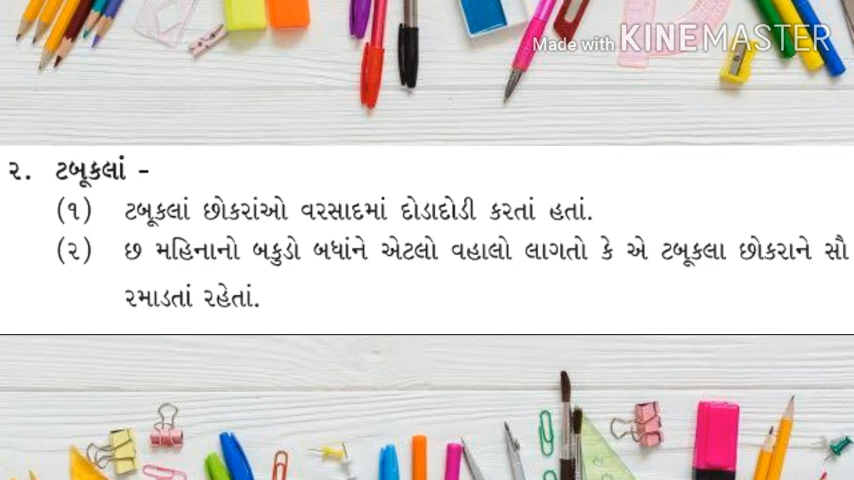 Made with KINEMASTER
૨. ટબૂકલાં -
(૧) ટબૂકલાં છોકરાંઓ વરસાદમાં દોડાદોડી કરતાં હતાં.
(૨) છ મહિનાનો બકુડો બધાંને એટલો વહાલો લાગતો કે એ ટબૂકલા છોકરાને સૌ
રમાડતાં રહેતાં.